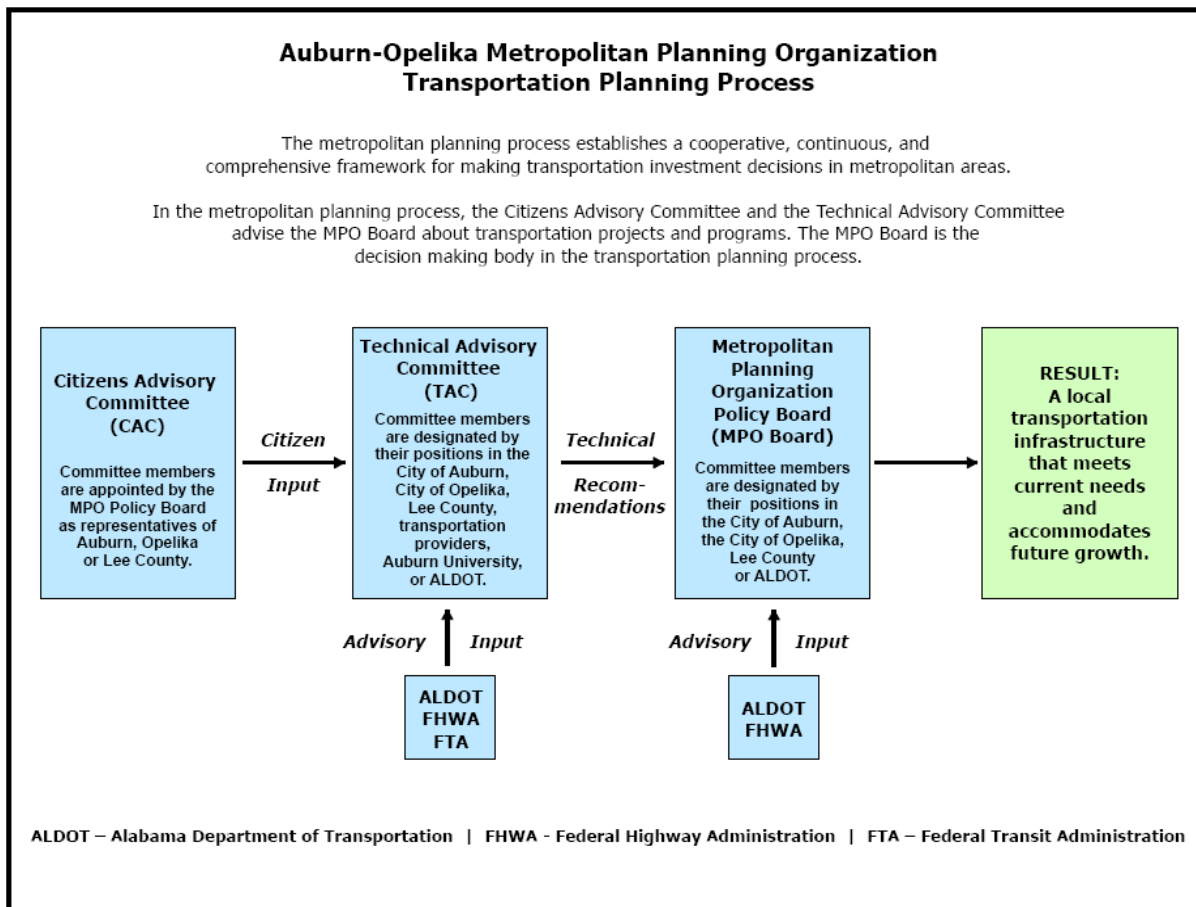 Auburn-Opelika Metropolitan Planning Organization
Transportation Planning Process
The metropolitan planning process establishes a cooperative, continuous, and
comprehensive framework for making transportation investment decisions in metropolitan areas.
In the metropolitan planning process, the Citizens Advisory Committee and the Technical Advisory Committee
advise the MPO Board about transportation projects and programs. The MPO Board is the
decision making body in the transportation planning process.
Citizens Advisory
Committee
(CAC)
Committee members
are appointed by the
MPO Policy Board
as representatives of
Auburn, Opelika
or Lee County.
Citizen
Input
Technical Advisory
Committee
(TAC)
Committee members
are designated by
their positions in the
City of Auburn,
City of Opelika,
Lee County,
transportation
providers,
Auburn University,
or ALDOT.
Technical
Recom-
mendations
Metropolitan
Planning
Organization
Policy Board
(MPO Board)
Committee members
are designated by
their positions in
the City of Auburn,
the City of Opelika,
Lee County
or ALDOT.
RESULT:
A local
transportation
infrastructure
that meets
current needs
and
accommodates
future growth.
Advisory Input
ALDOT
FHWA
FTA
Advisory Input
ALDOT
FHWA
ALDOT – Alabama Department of Transportation | FHWA - Federal Highway Administration | FTA – Federal Transit Administration